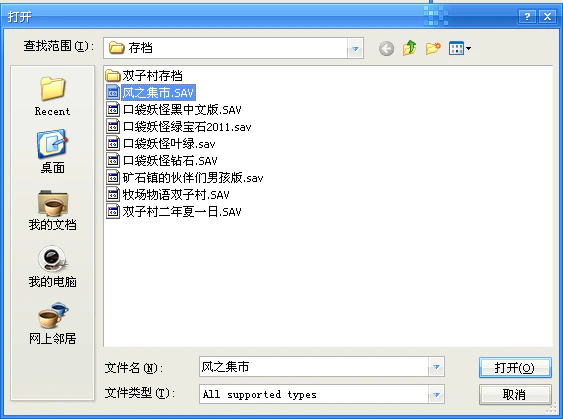 打开
查找范围(I):
存档
双子村存档
风之集市.SAV
口袋妖怪黑中文版.SAV
口袋妖怪绿宝石2011.sav
口袋妖怪叶绿.sav
口袋妖怪钻石.SAV
矿石镇的伙伴们男孩版.sav
牧场物语双子村.SAV
双子村二年夏一日.SAV
Recent
桌面
我的文档
我的电脑
网上邻居
文件名(N):
风之集市
打开(O)
文件类型(T):
All supported types
取消